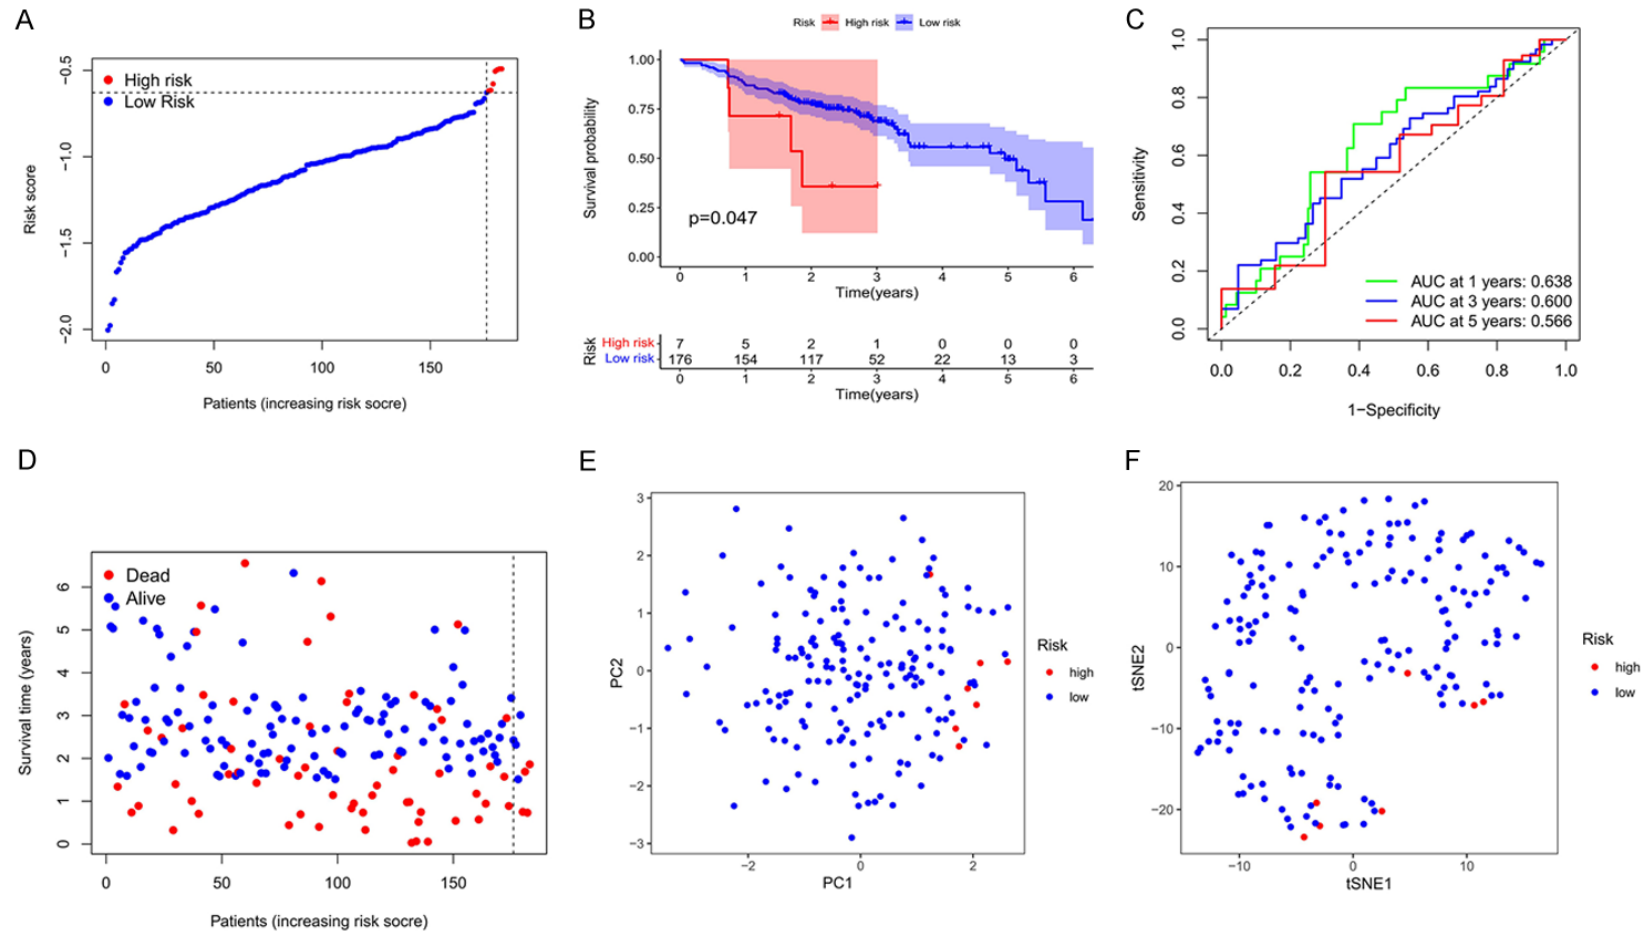 A
High risk
Low Risk
−0.5
−1.0
−1.5
−2.0
Risk score
0 50 100 150
Patients (increasing risk socre)
B
Risk High risk Low risk
1.00
0.75
0.50
0.25
0.00
Survival probability
p=0.047
0 1 2 3 4 5 6
Time(years)
Risk
High risk 7 5 2 1 0 0 0
Low risk 176 154 117 52 22 13 3
0 1 2 3 4 5 6
Time(years)
C
1.0
0.8
0.6
0.4
0.2
0.0
Sensitivity
AUC at 1 years: 0.638
AUC at 3 years: 0.600
AUC at 5 years: 0.566
0.0 0.2 0.4 0.6 0.8 1.0
1−Specificity
D
Dead
Alive
6
5
4
3
2
1
0
Survival time (years)
0 50 100 150
Patients (increasing risk socre)
E
3
2
1
0
−1
−2
−3
PC2
−2 0 2
PC1
Risk
high
low
F
20
10
0
−10
−20
tSNE2
−10 0 10
tSNE1
Risk
high
low